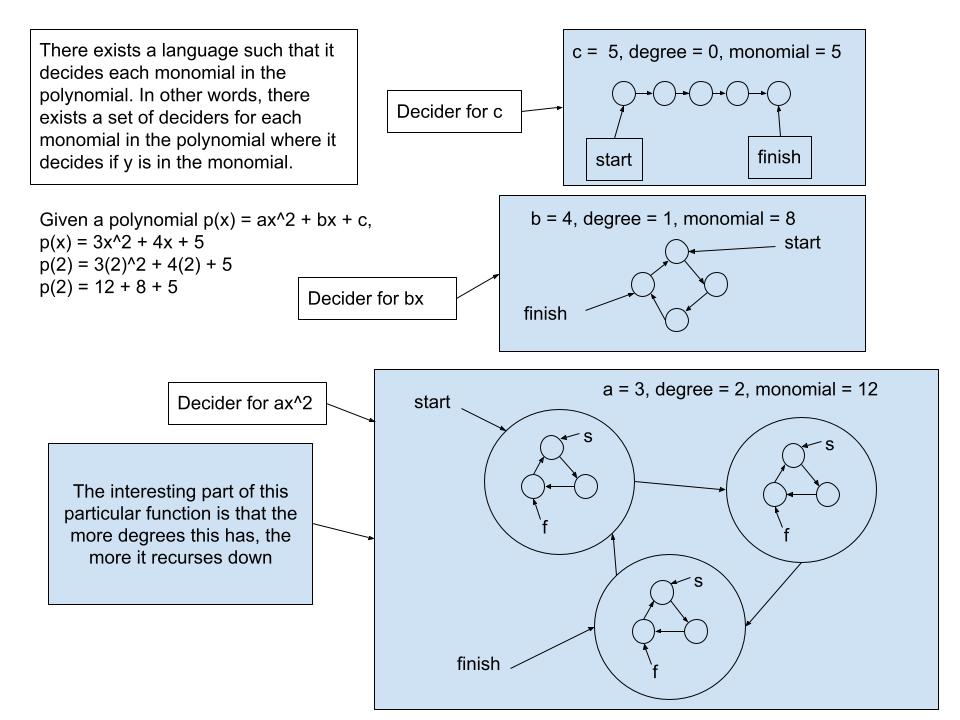 There exists a language such that it
decides each monomial in the
polynomial. In other words, there
exists a set of deciders for each
monomial in the polynomial where it
decides if y is in the monomial.
Given a polynomial p(x) = ax^2 + bx + c,
p(x) = 3x^2 + 4x + 5
p(2) = 3(2)^2 + 4(2) + 5
p(2) = 12 + 8 + 5
Decider for c
c =  5, degree = 0, monomial = 5
start
finish
Decider for bx
b = 4, degree = 1, monomial = 8
start
finish
Decider for ax^2
The interesting part of this
particular function is that the
more degrees this has, the
more it recurses down
a = 3, degree = 2, monomial = 12
start
s
f
s
f
s
f
finish